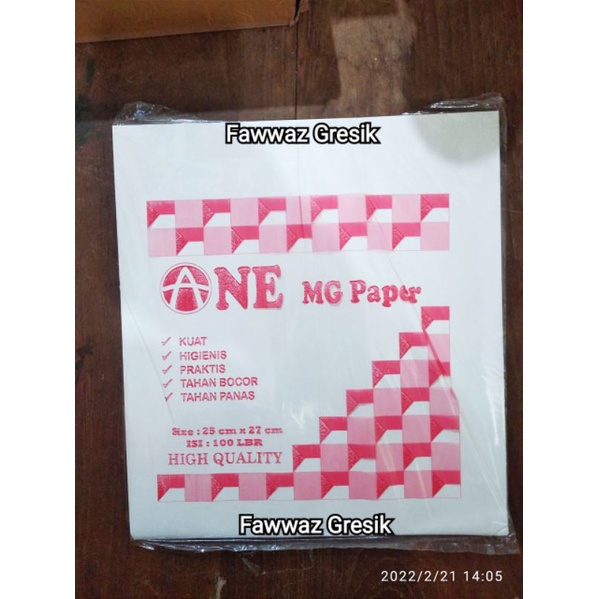 Fawwaz Gresik
ANE MG Paper
✓ KUAT
✓ HIGIENIS
✓ PRAKTIS
✓ TAHAN BOCOR
✓ TAHAN PANAS
Size : 25 cm x 27 cm
ISI : 100 LBR
HIGH QUALITY
Fawwaz Gresik
2022/2/21 14:05